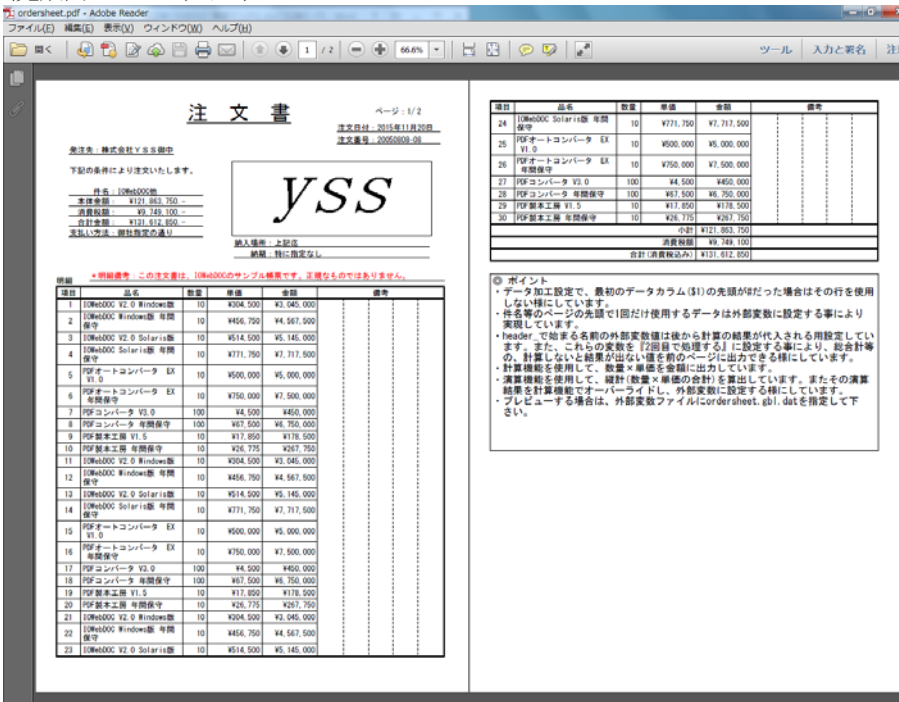 ordersheet.pdf - Adobe Reader
ファイル(F) 編集(E) 表示(V) ウィンドウ(W) ヘルプ(H)
開く 1 / 2 66.6% ツール 入力と署名
注 文 書
ページ：1/2
注文日付：2015年11月20日
注文番号：20050808-08
発注先：株式会社ＹＳＳ御中
下記の条件により注文いたします。
件名：IOWebDOC他
本体金額： ¥121,863,750.-
消費税額： ¥9,749,100.-
合計金額： ¥131,612,850.-
支払い方法：御社指定の通り
yss
納入場所：上記迄
納期：特に指定なし
＊明細備考：この注文書は、IOWebDOCのサンプル帳票です。正規なものではありません。
明細
項目 品名 数量 単価 金額 備考
1 IOWebDOC V2.0 Windows版 10 ¥304,500 ¥3,045,000
2 IOWebDOC Windows版 年間保守 10 ¥456,750 ¥4,567,500
3 IOWebDOC V2.0 Solaris版 10 ¥514,500 ¥5,145,000
4 IOWebDOC Solaris版 年間保守 10 ¥771,750 ¥7,717,500
5 PDFオートコンバータ EX V1.0 10 ¥500,000 ¥5,000,000
6 PDFオートコンバータ EX 年間保守 10 ¥750,000 ¥7,500,000
7 PDFコンバータ V3.0 100 ¥4,500 ¥450,000
8 PDFコンバータ 年間保守 100 ¥67,500 ¥6,750,000
9 PDF製本工房 V1.5 10 ¥17,850 ¥178,500
10 PDF製本工房 年間保守 10 ¥26,775 ¥267,750
11 IOWebDOC V2.0 Windows版 10 ¥304,500 ¥3,045,000
12 IOWebDOC Windows版 年間保守 10 ¥456,750 ¥4,567,500
13 IOWebDOC V2.0 Solaris版 10 ¥514,500 ¥5,145,000
14 IOWebDOC Solaris版 年間保守 10 ¥771,750 ¥7,717,500
15 PDFオートコンバータ EX V1.0 10 ¥500,000 ¥5,000,000
16 PDFオートコンバータ EX 年間保守 10 ¥750,000 ¥7,500,000
17 PDFコンバータ V3.0 100 ¥4,500 ¥450,000
18 PDFコンバータ 年間保守 100 ¥67,500 ¥6,750,000
19 PDF製本工房 V1.5 10 ¥17,850 ¥178,500
20 PDF製本工房 年間保守 10 ¥26,775 ¥267,750
21 IOWebDOC V2.0 Windows版 10 ¥304,500 ¥3,045,000
22 IOWebDOC Windows版 年間保守 10 ¥456,750 ¥4,567,500
23 IOWebDOC V2.0 Solaris版 10 ¥514,500 ¥5,145,000
項目 品名 数量 単価 金額 備考
24 IOWebDOC Solaris版 年間保守 10 ¥771,750 ¥7,717,500
25 PDFオートコンバータ EX V1.0 10 ¥500,000 ¥5,000,000
26 PDFオートコンバータ EX 年間保守 10 ¥750,000 ¥7,500,000
27 PDFコンバータ V3.0 100 ¥4,500 ¥450,000
28 PDFコンバータ 年間保守 100 ¥67,500 ¥6,750,000
29 PDF製本工房 V1.5 10 ¥17,850 ¥178,500
30 PDF製本工房 年間保守 10 ¥26,775 ¥267,750
小計 ¥121,863,750
消費税額 ¥9,749,100
合計(消費税込み) ¥131,612,850
◎ ポイント
・データ加工設定で、最初のデータカラム($1)の先頭が#だった場合はその行を使用
しない様にしています。
・件名等のページの先頭で1回だけ使用するデータは外部変数に設定する事により
実現しています。
・header_で始まる名前の外部変数値は後から計算の結果が代入される用設定してい
ます。また、これらの変数を『2回目で処理する』に設定する事により、総合計等
の、計算しないと結果が出ない値を前のページに出力できる様にしています。
・計算機能を使用して、数量×単価を金額に出力しています。
・演算機能を使用して、縦計(数量×単価の合計)を算出しています。またその演算
結果を計算機能でオーバーライドし、外部変数に設定する様にしています。
・プレビューする場合は、外部変数ファイルにordersheet.gbl.datを指定して下
さい。